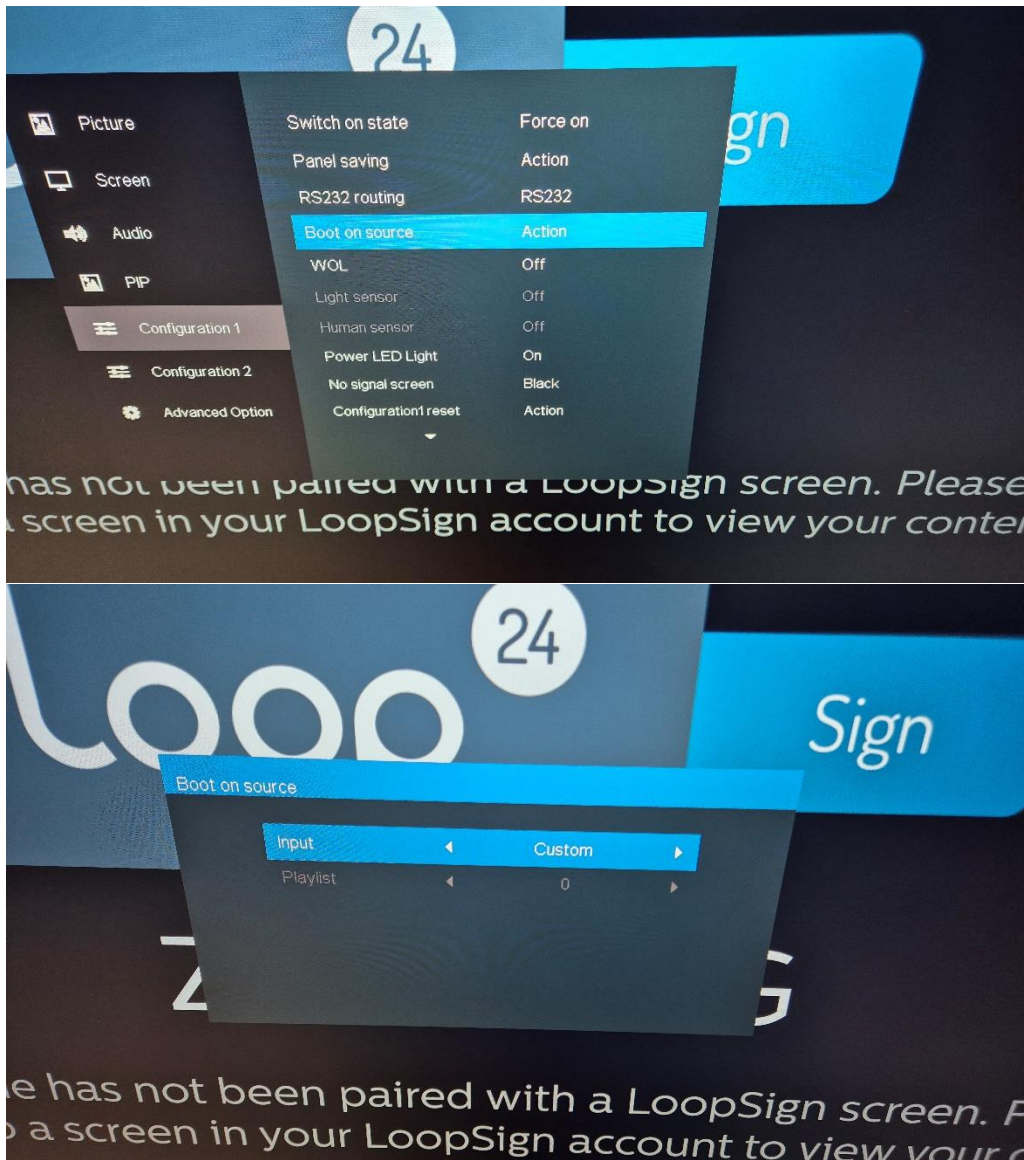 24
gn
Picture
Screen
Audio
PIP
Configuration 1
Configuration 2
Advanced Option
Switch on state Force on
Panel saving Action
RS232 routing RS232
Boot on source Action
WOL Off
Light sensor Off
Human sensor Off
Power LED Light On
No signal screen Black
Configuration1 reset Action
has not been paired with a LoopSign screen. Please
screen in your LoopSign account to view your conte
loop 24 Sign
Boot on source
Input Custom
Playlist 0
Z G
e has not been paired with a LoopSign screen.
a screen in your LoopSign account to view your